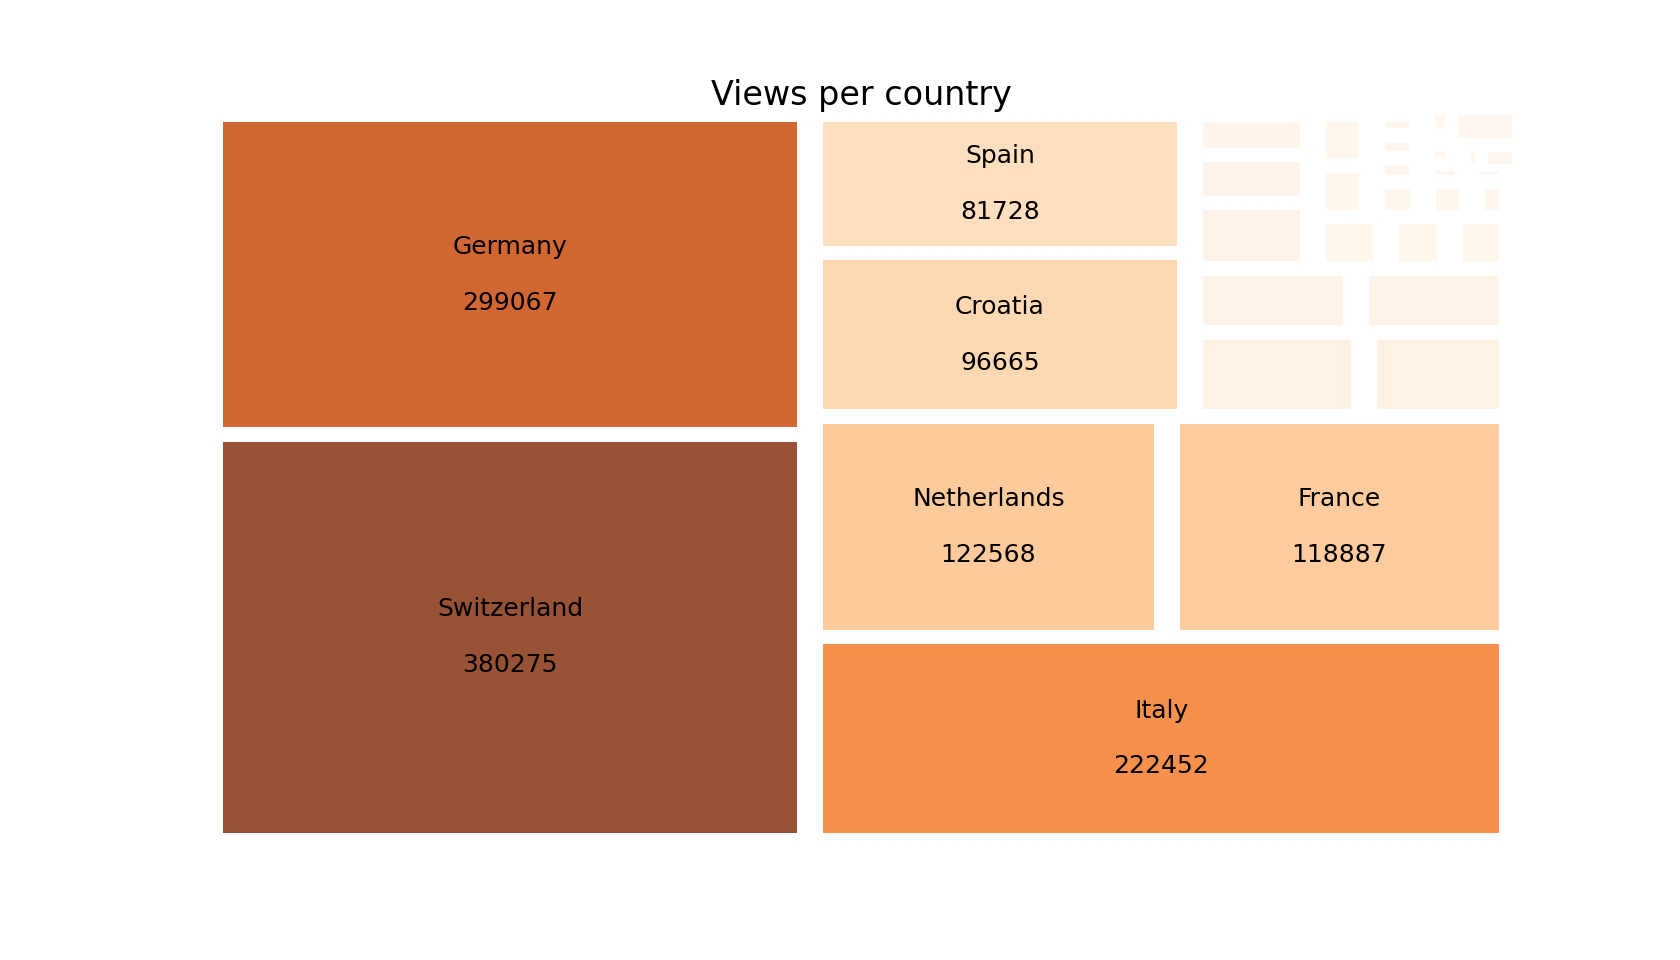 Views per country
Germany
299067
Switzerland
380275
Spain
81728
Croatia
96665
Netherlands
122568
France
118887
Italy
222452